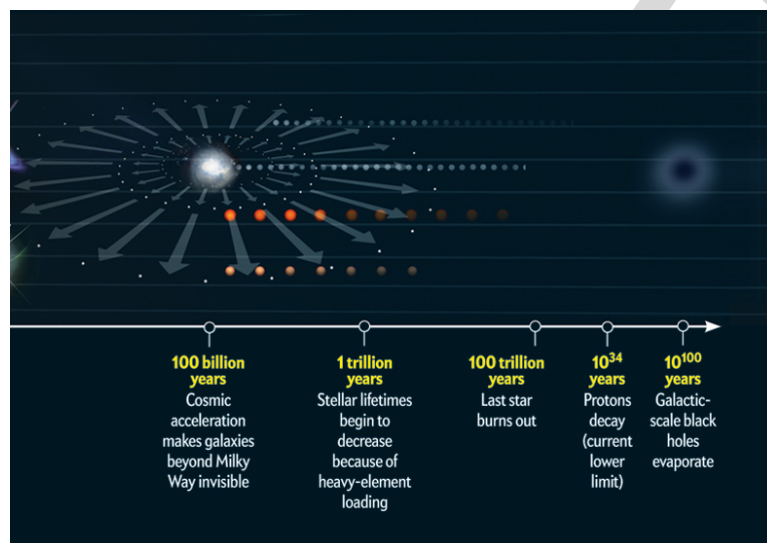 100 billion
years
Cosmic
acceleration
makes galaxies
beyond Milky
Way invisible
1 trillion
years
Stellar lifetimes
begin to
decrease
because of
heavy-element
loading
100 trillion
years
Last star
burns out
10³⁴
years
Protons
decay
(current
lower
limit)
10¹⁰⁰
years
Galactic-
scale black
holes
evaporate